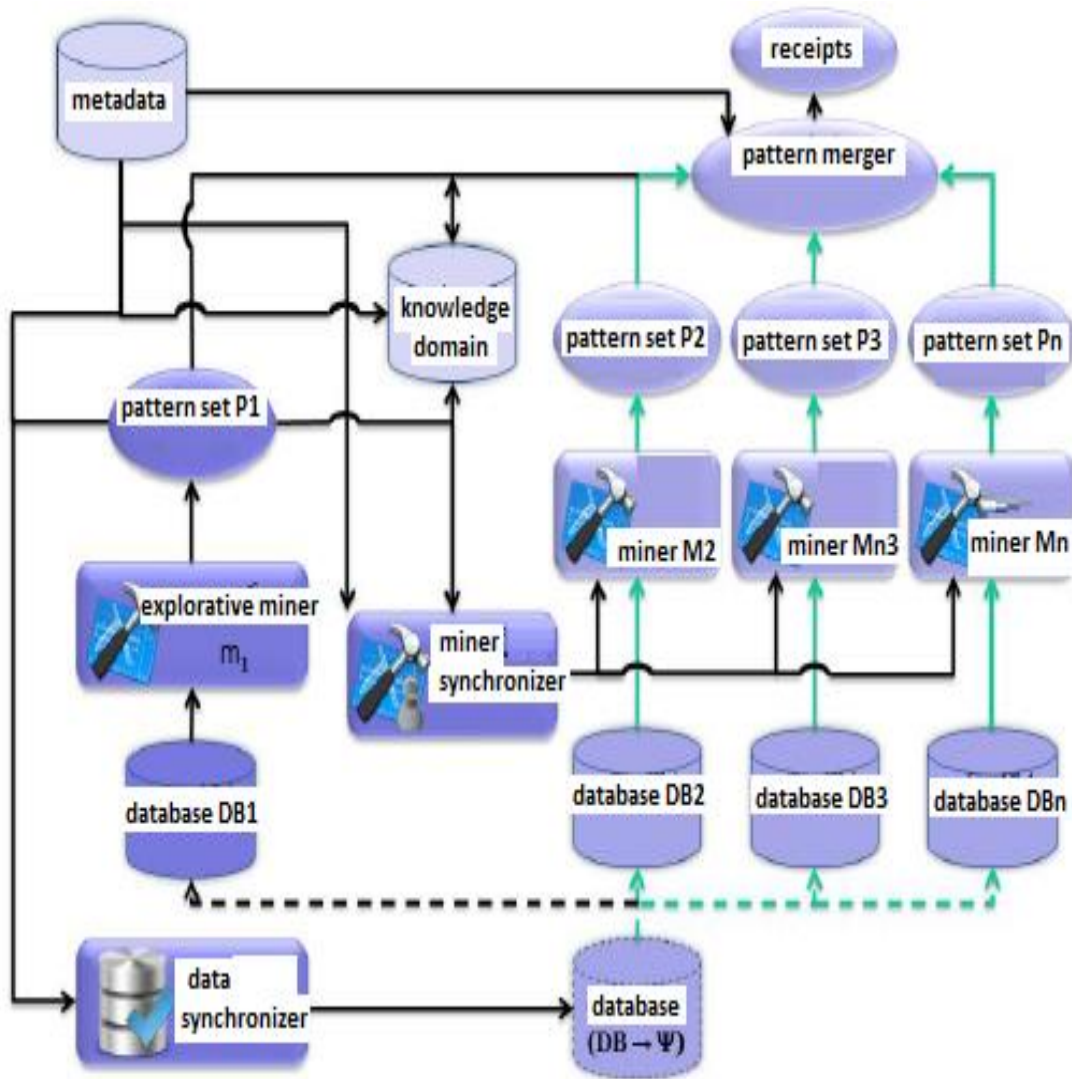 receipts
metadata
pattern merger
knowledge
domain
pattern set P2
pattern set P3
pattern set Pn
pattern set P1
miner M2
miner Mn3
miner Mn
explorative miner
m₁
miner
synchronizer
database DB1
database DB2
database DB3
database DBn
data
synchronizer
database
(DB → Ψ)